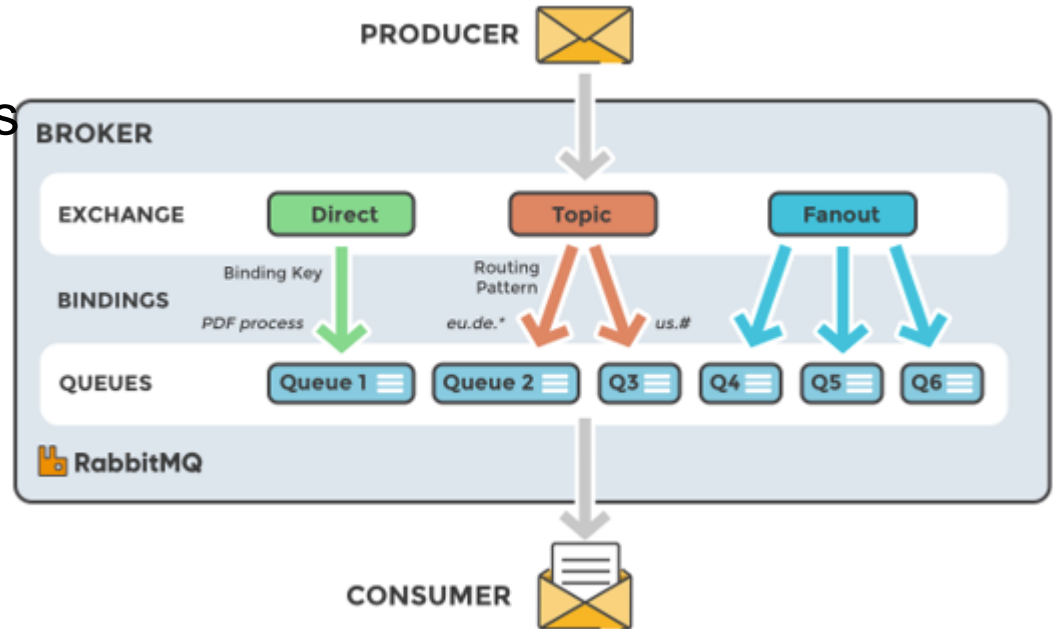 PRODUCER
s
BROKER
EXCHANGE
Direct
Topic
Fanout
Binding Key
Routing
Pattern
BINDINGS
PDF process
eu.de.*
us.#
QUEUES
Queue 1
Queue 2
Q3
Q4
Q5
Q6
RabbitMQ
CONSUMER